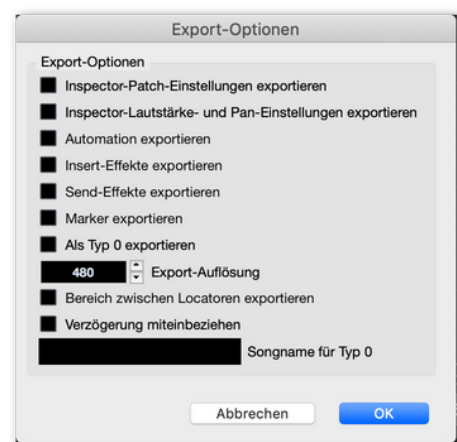 Export-Optionen
Export-Optionen
Inspector-Patch-Einstellungen exportieren
Inspector-Lautstärke- und Pan-Einstellungen exportieren
Automation exportieren
Insert-Effekte exportieren
Send-Effekte exportieren
Marker exportieren
Als Typ 0 exportieren
480 Export-Auflösung
Bereich zwischen Locatoren exportieren
Verzögerung miteinbeziehen
Songname für Typ 0
Abbrechen OK